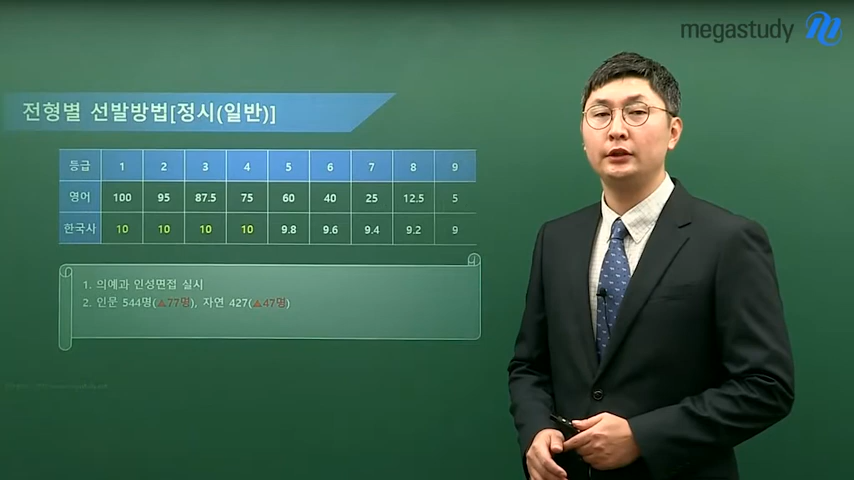 megastudy
전형별 선발방법[정시(일반)]
등급 1 2 3 4 5 6 7 8 9
영어 100 95 87.5 75 60 40 25 12.5 5
한국사 10 10 10 10 9.8 9.6 9.4 9.2 9
1. 의예과 인성면접 실시
2. 인문 544명(▲77명), 자연 427(▲47명)